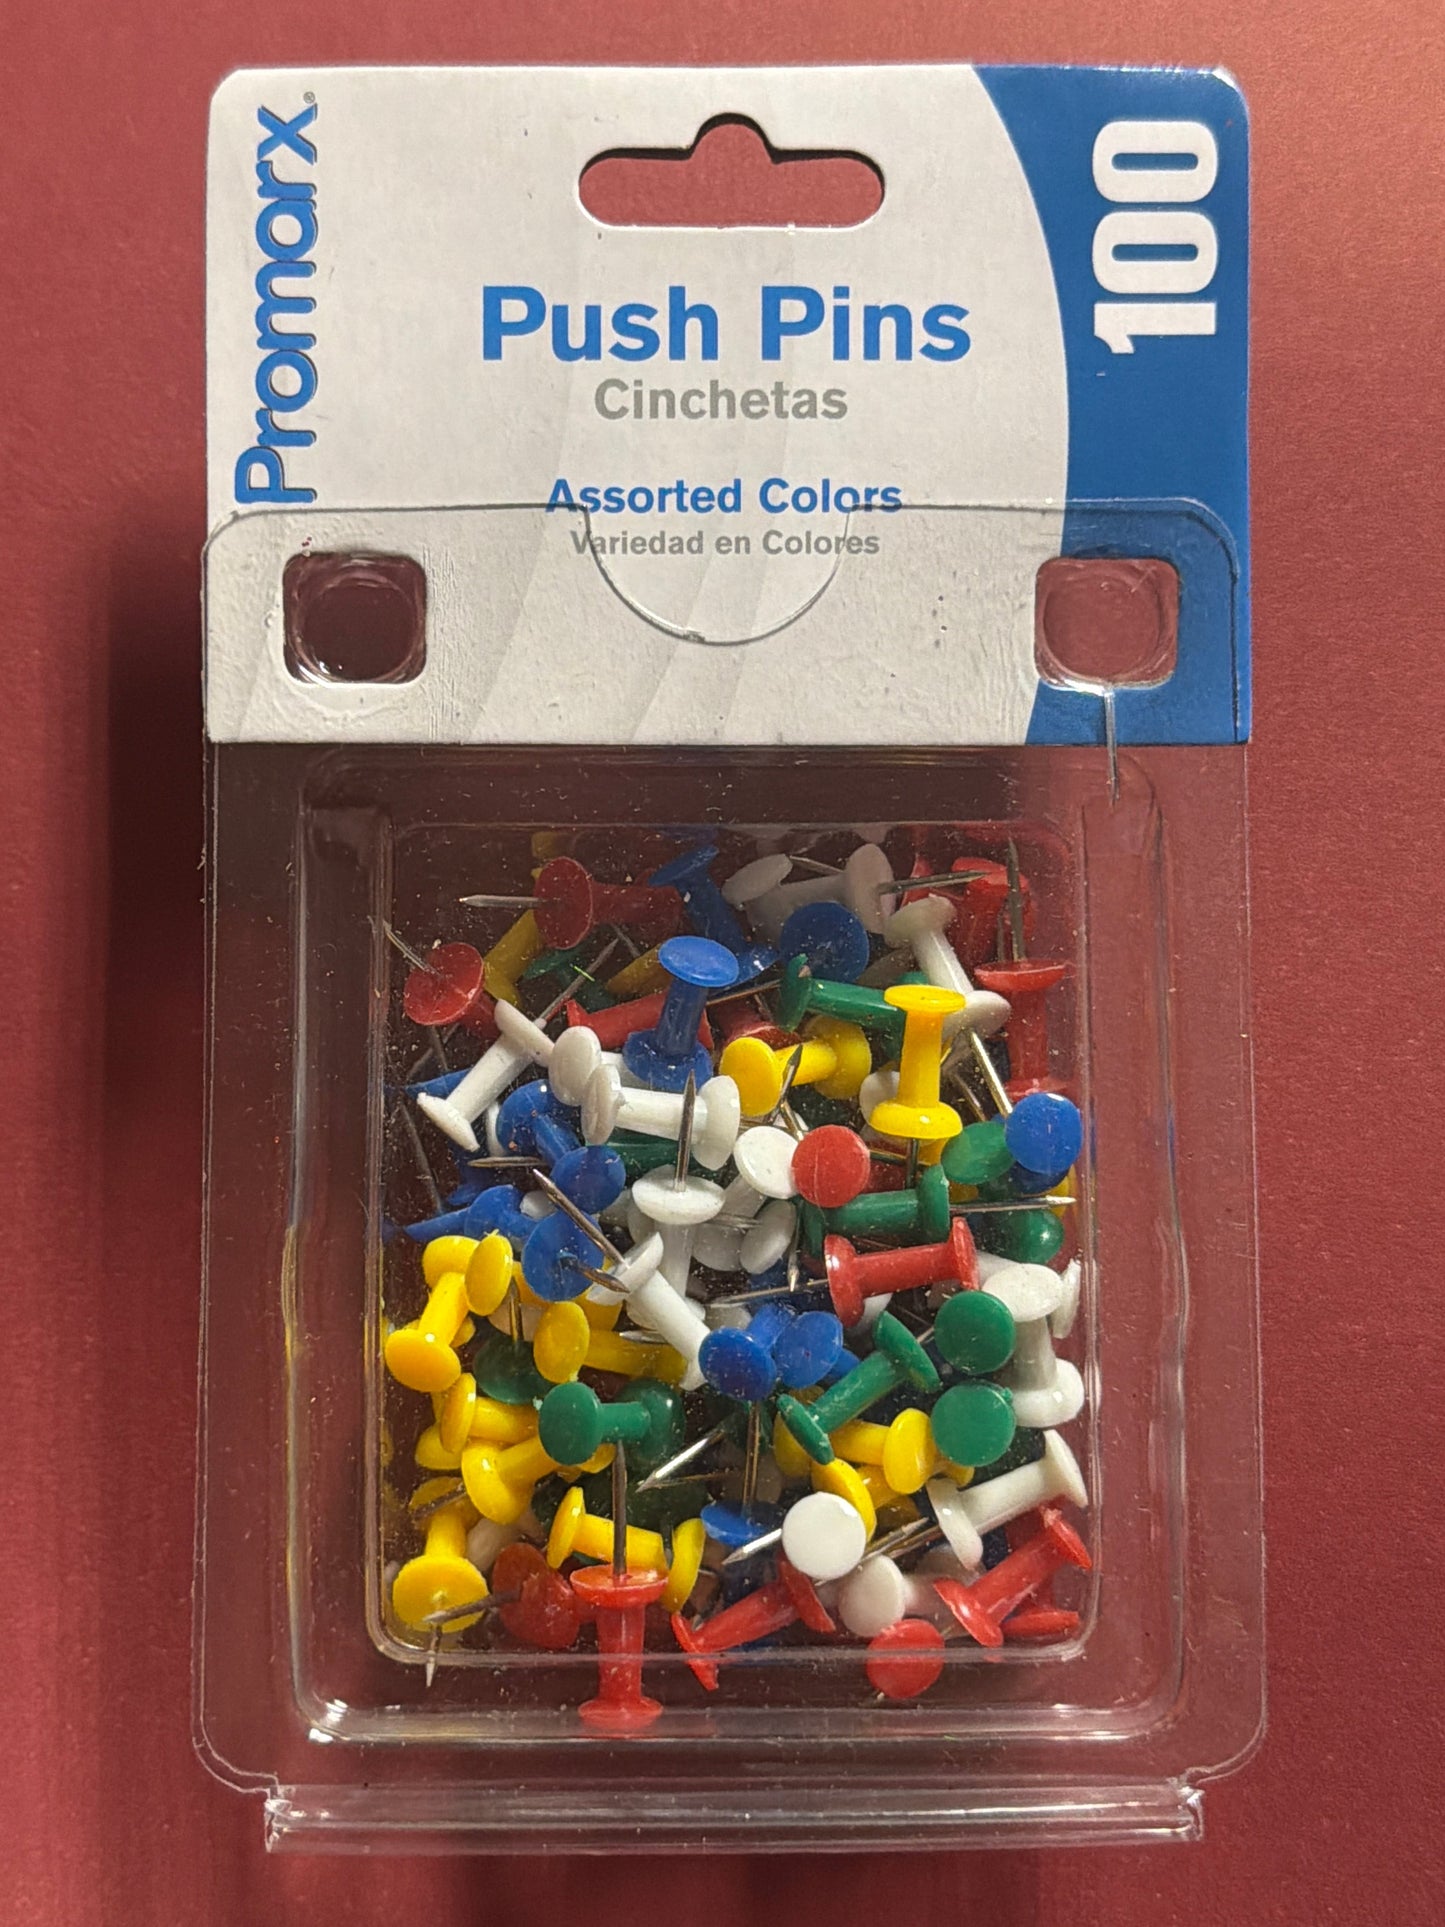 Promarx®
100
Push Pins
Cinchetas
Assorted Colors
Variedad en Colores